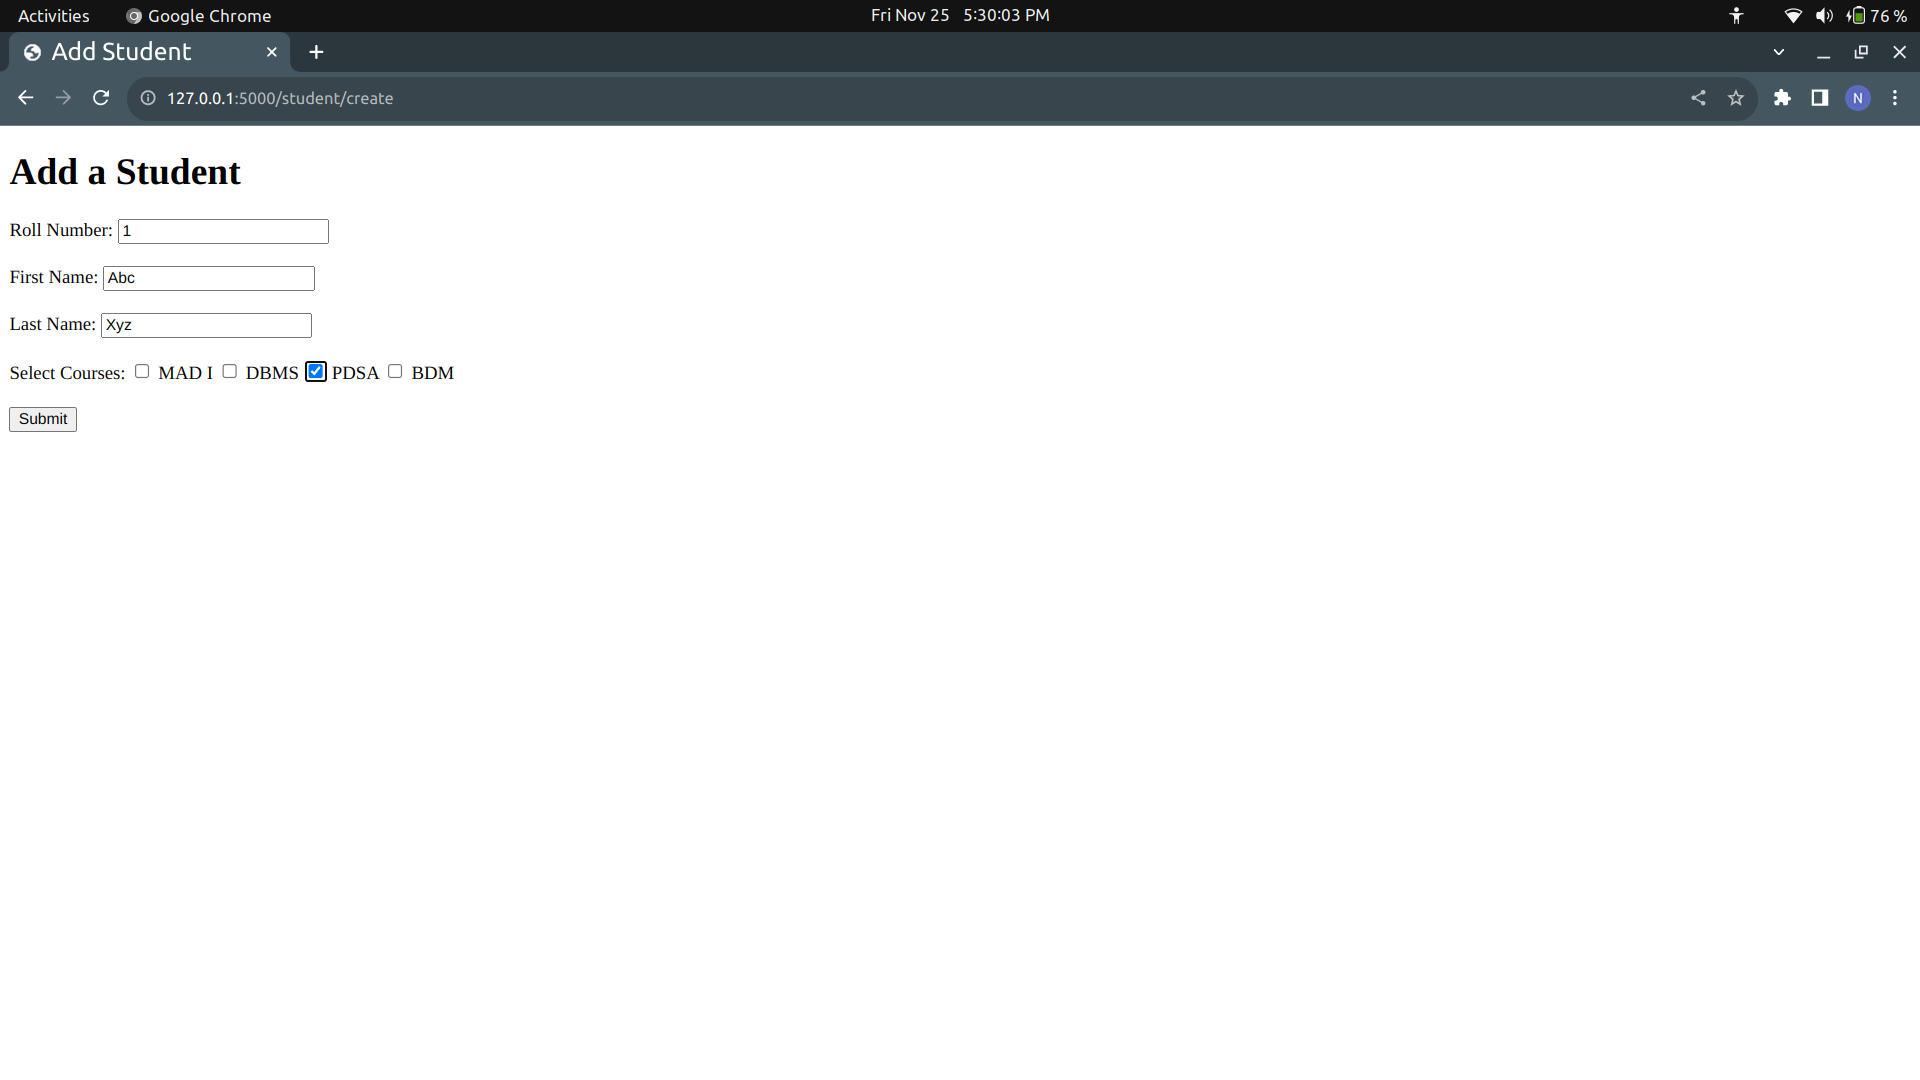 Activities Google Chrome Fri Nov 25 5:30:03 PM 76 %
Add Student
127.0.0.1:5000/student/create N
Add a Student
Roll Number: 1
First Name: Abc
Last Name: Xyz
Select Courses: MAD I DBMS PDSA BDM
Submit